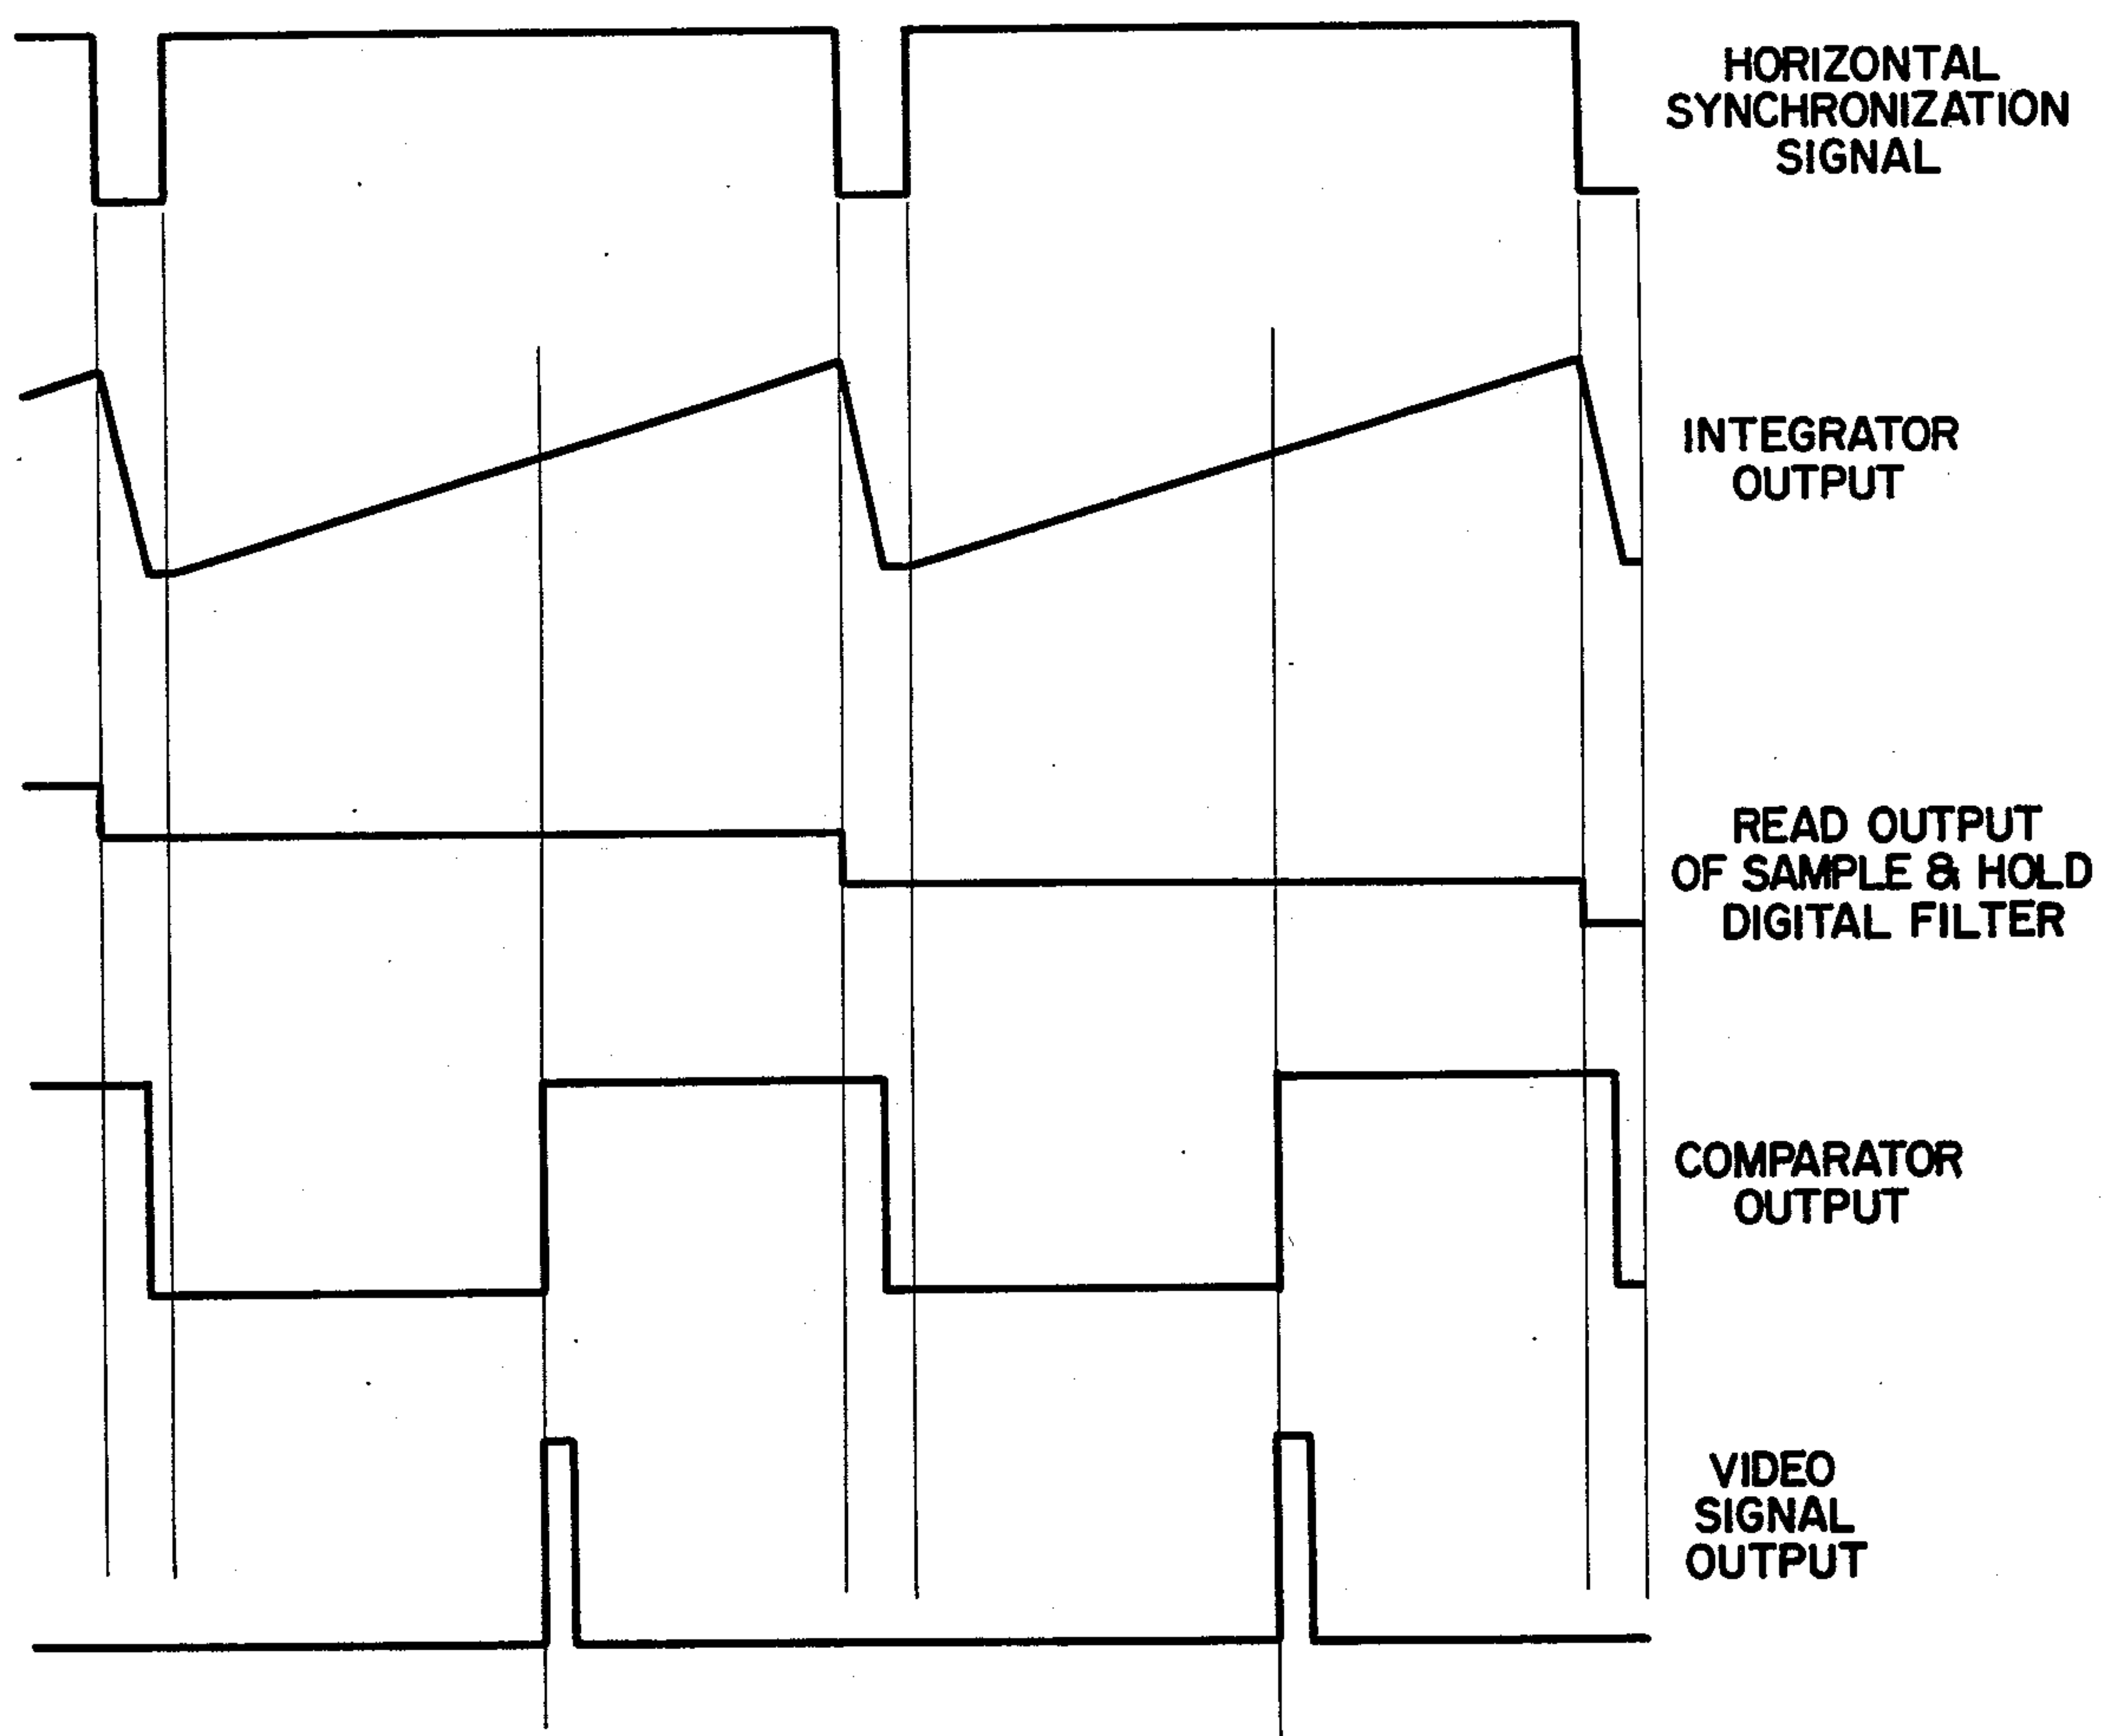 HORIZONTAL
SYNCHRONIZATION
SIGNAL
INTEGRATOR
OUTPUT
READ OUTPUT
OF SAMPLE & HOLD
DIGITAL FILTER
COMPARATOR
OUTPUT
VIDEO
SIGNAL
OUTPUT